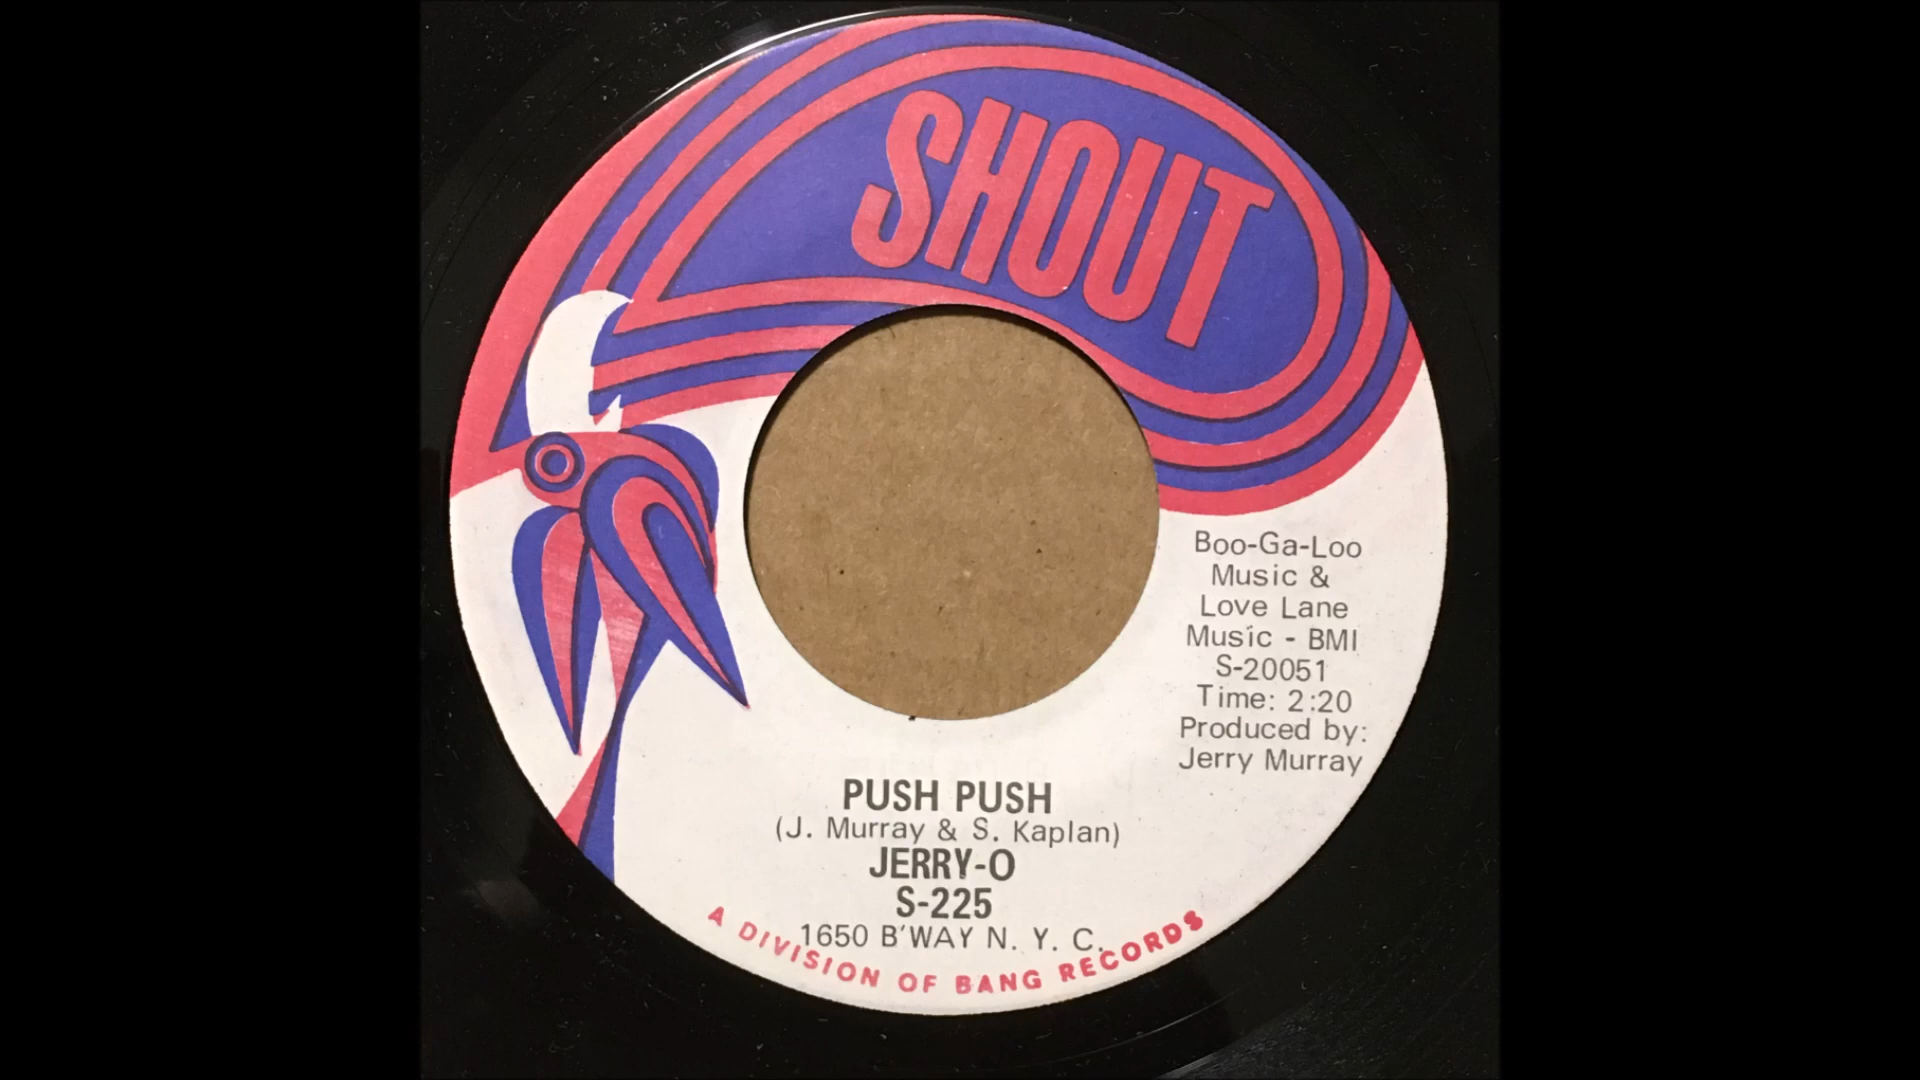 SHOUT
Boo-Ga-Loo
Music &
Love Lane
Music - BMI
S-20051
Time: 2:20
Produced by:
Jerry Murray
PUSH PUSH
(J. Murray & S. Kaplan)
JERRY-O
S-225
1650 B'WAY N. Y. C.
A DIVISION OF BANG RECORDS